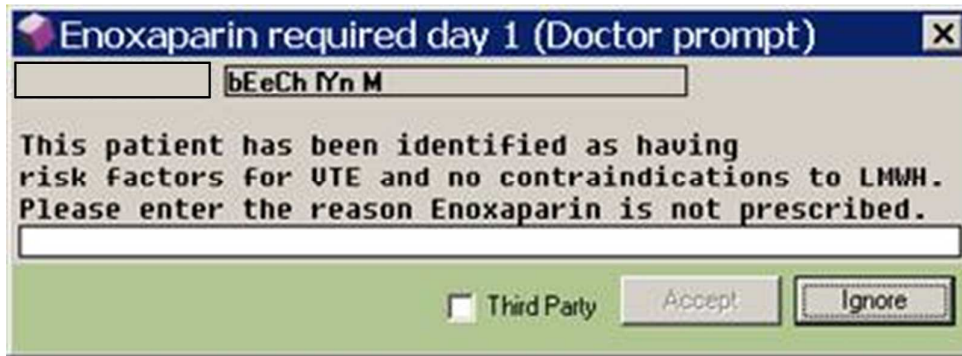 Enoxaparin required day 1 (Doctor prompt)
bEeCh lYn M
This patient has been identified as having
risk factors for VTE and no contraindications to LMWH.
Please enter the reason Enoxaparin is not prescribed.
Third Party Accept Ignore